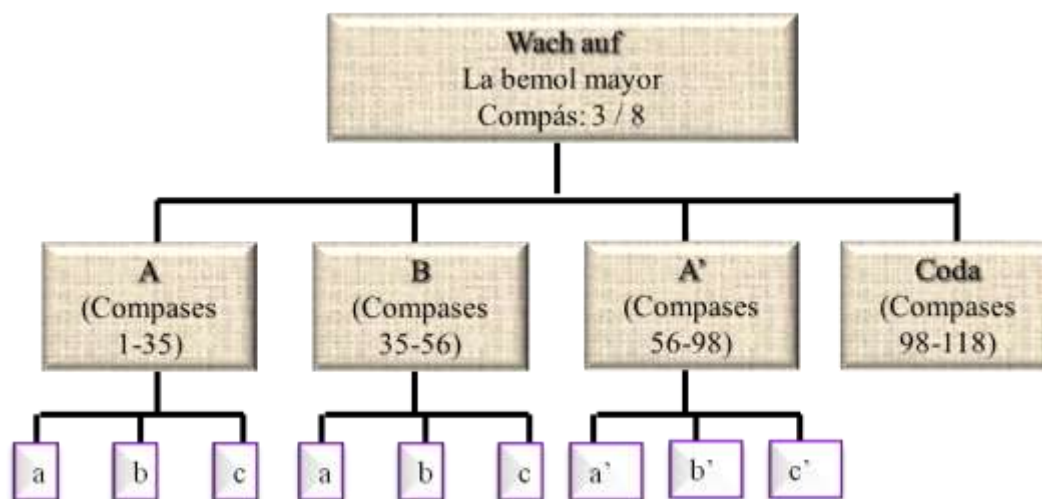 Wach auf
La bemol mayor
Compás: 3 / 8
A
(Compases
1-35)
B
(Compases
35-56)
A’
(Compases
56-98)
Coda
(Compases
98-118)
a
b
c
a
b
c
a’
b’
c’